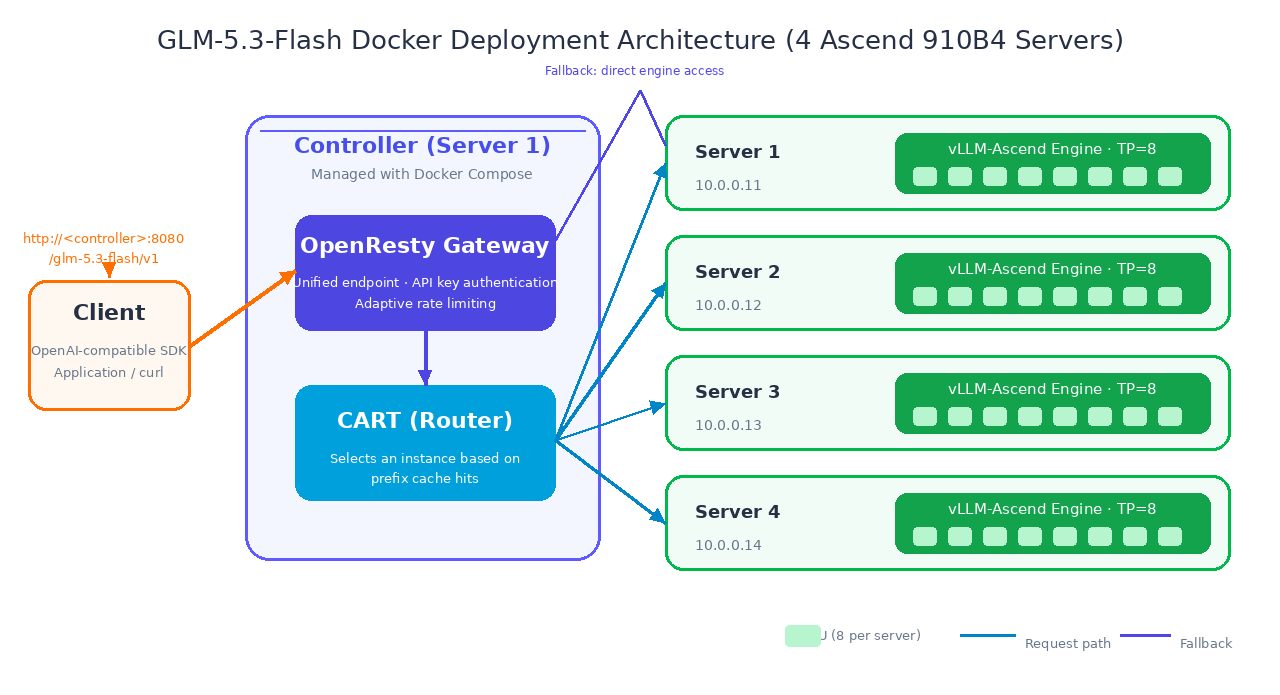 GLM-5.3-Flash Docker Deployment Architecture (4 Ascend 910B4 Servers)
Fallback: direct engine access
Controller (Server 1)
Managed with Docker Compose
http://<controller>:8080
/glm-5.3-flash/v1
Client
OpenAI-compatible SDK
Application / curl
OpenResty Gateway
Unified endpoint · API key authentication
Adaptive rate limiting
CART (Router)
Selects an instance based on
prefix cache hits
Server 1
10.0.0.11
vLLM-Ascend Engine · TP=8
Server 2
10.0.0.12
vLLM-Ascend Engine · TP=8
Server 3
10.0.0.13
vLLM-Ascend Engine · TP=8
Server 4
10.0.0.14
vLLM-Ascend Engine · TP=8
(8 per server)
Request path
Fallback